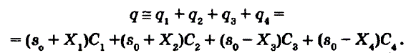 q ≅ q₁ + q₂ + q₃ + q₄ =
= (s₀ + X₁)C₁ + (s₀ + X₂)C₂ + (s₀ − X₃)C₃ + (s₀ − X₄)C₄.